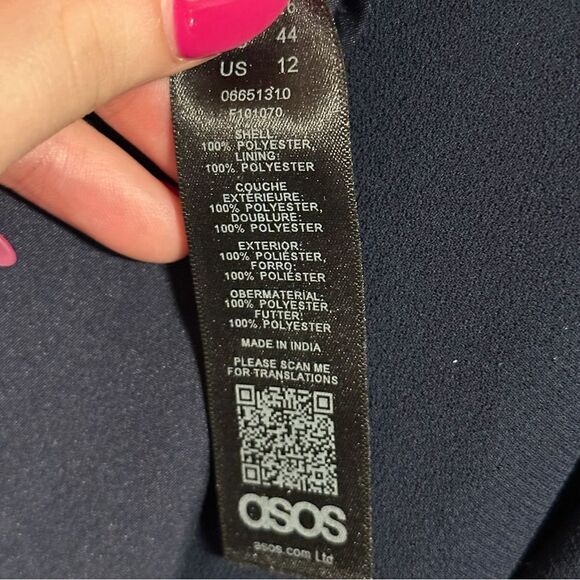 6
44
US 12
06651310
F101070
SHELL:
100% POLYESTER,
LINING:
100% POLYESTER
COUCHE
EXTÉRIEURE:
100% POLYESTER,
DOUBLURE:
100% POLYESTER
EXTERIOR:
100% POLIÉSTER,
FORRO:
100% POLIÉSTER
OBERMATERIAL:
100% POLYESTER,
FUTTER:
100% POLYESTER
MADE IN INDIA
PLEASE SCAN ME
FOR TRANSLATIONS
asos
asos.com Ltd